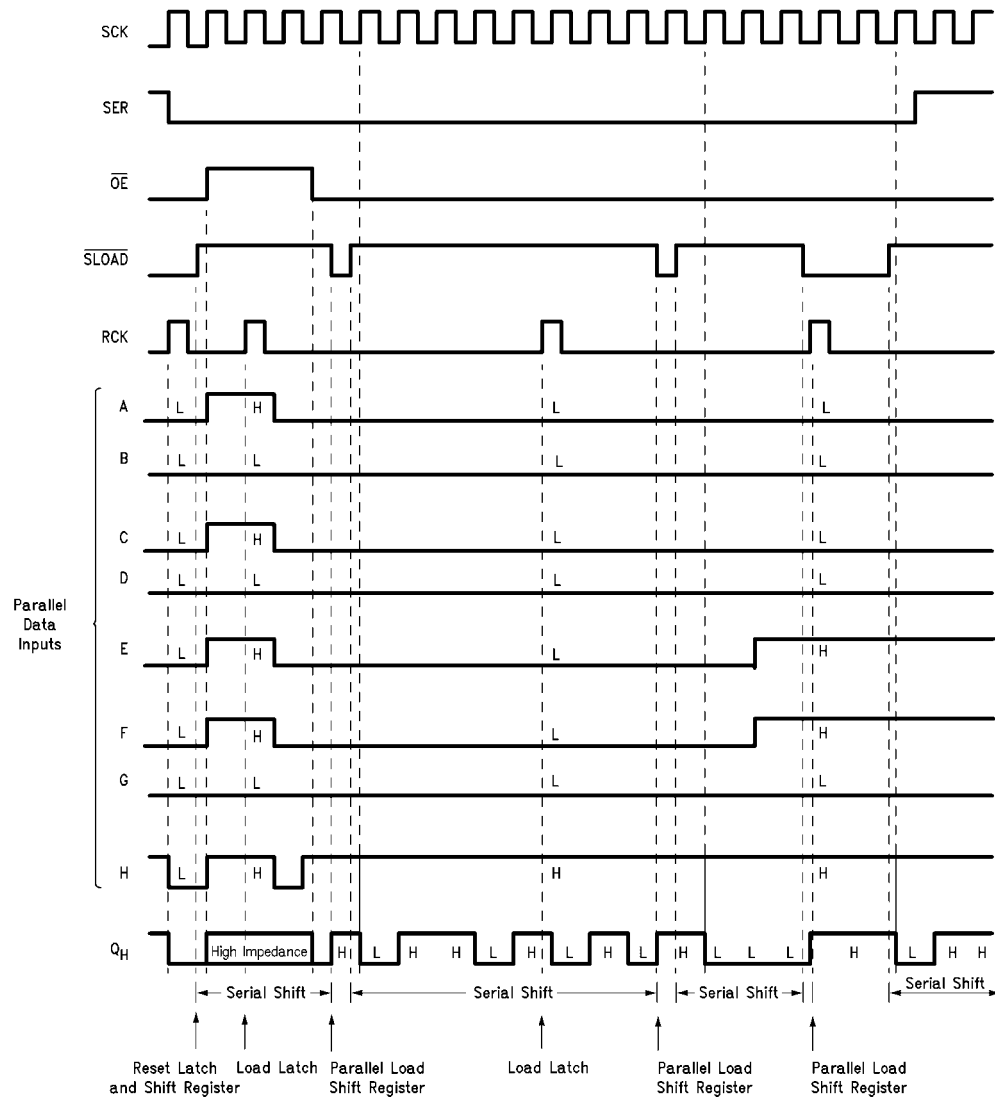 SCK
SER
OE
SLOAD
RCK
A L H L L
B L L L L
C L H L L
D L L L L
Parallel
Data
Inputs
E L H L H
F L H L H
G L L L L
H L H H H
QH High Impedance H L H H L H L H L H L L L H L H H
Serial Shift Serial Shift Serial Shift Serial Shift
Reset Latch
and Shift Register
Load Latch
Parallel Load
Shift Register
Load Latch
Parallel Load
Shift Register
Parallel Load
Shift Register